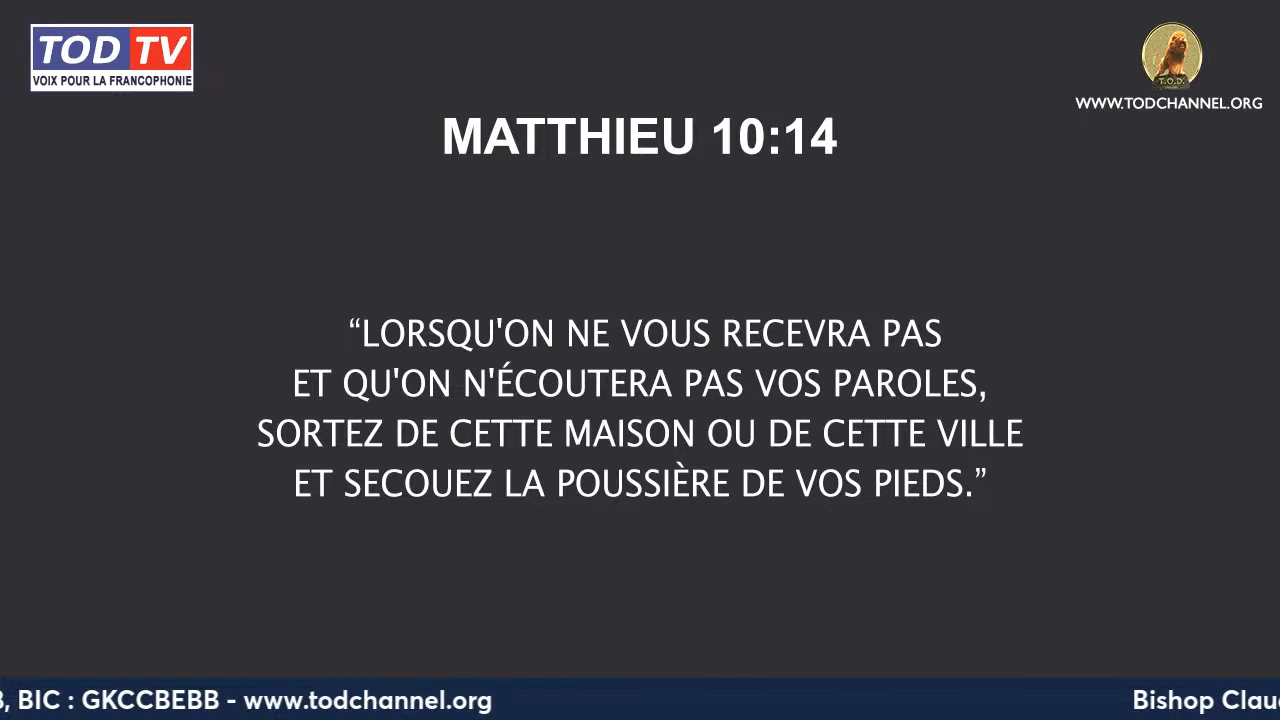 TOD TV
VOIX POUR LA FRANCOPHONIE
T.O.D.
WWW.TODCHANNEL.ORG
MATTHIEU 10:14
“LORSQU'ON NE VOUS RECEVRA PAS
ET QU'ON N'ÉCOUTERA PAS VOS PAROLES,
SORTEZ DE CETTE MAISON OU DE CETTE VILLE
ET SECOUEZ LA POUSSIÈRE DE VOS PIEDS.”
, BIC : GKCCBEBB - www.todchannel.org
Bishop